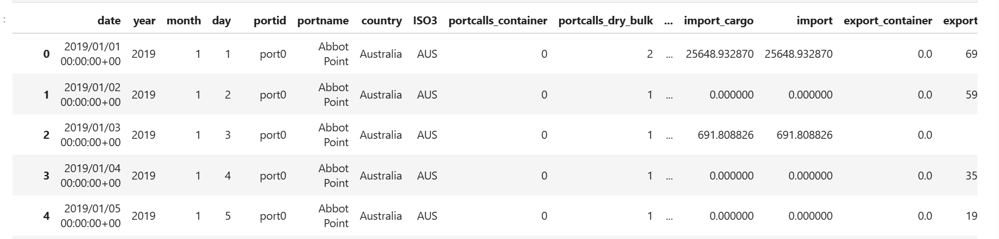 date year month day portid portname country ISO3 portcalls_container portcalls_dry_bulk ... import_cargo import export_container export
0 2019/01/01 00:00:00+00 2019 1 1 port0 Abbot Point Australia AUS 0 2 ... 25648.932870 25648.932870 0.0 69
1 2019/01/02 00:00:00+00 2019 1 2 port0 Abbot Point Australia AUS 0 1 ... 0.000000 0.000000 0.0 59
2 2019/01/03 00:00:00+00 2019 1 3 port0 Abbot Point Australia AUS 0 1 ... 691.808826 691.808826 0.0
3 2019/01/04 00:00:00+00 2019 1 4 port0 Abbot Point Australia AUS 0 1 ... 0.000000 0.000000 0.0 35
4 2019/01/05 00:00:00+00 2019 1 5 port0 Abbot Point Australia AUS 0 1 ... 0.000000 0.000000 0.0 19